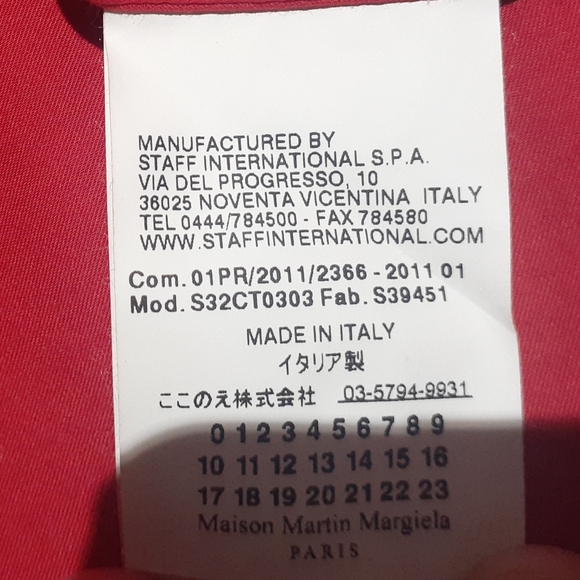 MANUFACTURED BY
STAFF INTERNATIONAL S.P.A.
VIA DEL PROGRESSO, 10
36025 NOVENTA VICENTINA ITALY
TEL 0444/784500 - FAX 784580
WWW.STAFFINTERNATIONAL.COM
Com. 01PR/2011/2366 - 2011 01
Mod. S32CT0303 Fab. S39451
MADE IN ITALY
イタリア製
ここのえ株式会社 03-5794-9931
0 1 2 3 4 5 6 7 8 9
10 11 12 13 14 15 16
17 18 19 20 21 22 23
Maison Martin Margiela
PARIS